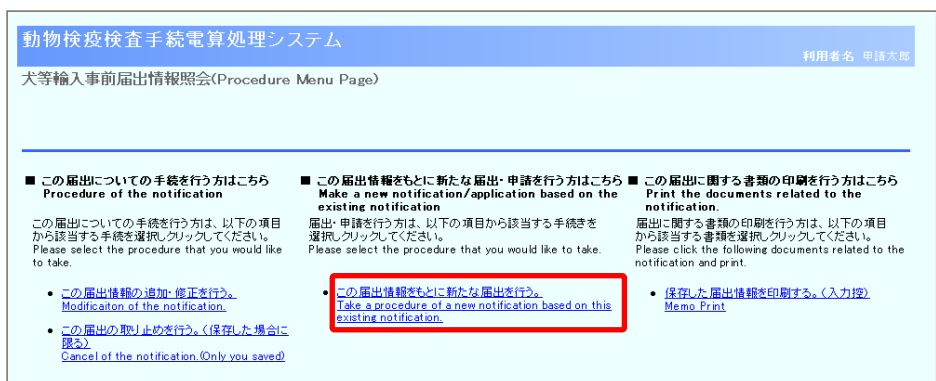 動物検疫検査手続電算処理システム
利用者名 申請太郎
犬等輸入事前届出情報照会(Procedure Menu Page)
■ この届出についての手続を行う方はこちら
Procedure of the notification
この届出についての手続を行う方は、以下の項目
から該当する手続を選択しクリックしてください。
Please select the procedure that you would like
to take.
• この届出情報の追加・修正を行う。
Modificaiton of the notification.
• この届出の取り止めを行う。(保存した場合に
限る)
Cancel of the notification.(Only you saved)
■ この届出情報をもとに新たな届出・申請を行う方はこちら
Make a new notification/application based on the
existing notification
届出・申請を行う方は、以下の項目から該当する手続きを
選択しクリックしてください。
Please select the procedure that you would like to take.
• この届出情報をもとに新たな届出を行う。
Take a procedure of a new notification based on this
existing notification.
■ この届出に関する書類の印刷を行う方はこちら
Print the documents related to the
notification.
届出に関する書類の印刷を行う方は、以下の項目
から該当する書類を選択しクリックしてください。
Please click the following documents related to the
notification and print.
• 保存した届出情報を印刷する。(入力控)
Memo Print